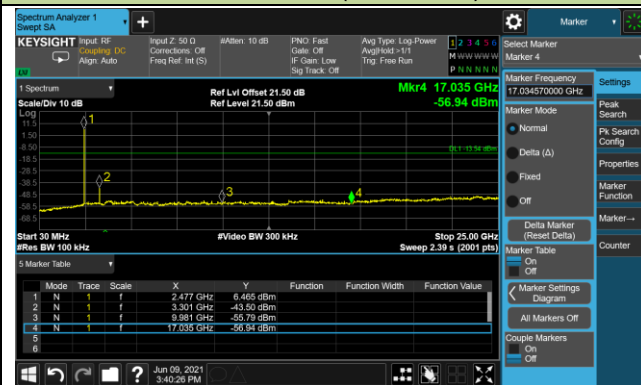 Spectrum Analyzer 1
Swept SA
Marker
KEYSIGHT
Input: RF
Coupling: DC
Align: Auto
Input Z: 50 Ω
Corrections: Off
Freq Ref: Int (S)
#Atten: 10 dB
PNO: Fast
Gate: Off
IF Gain: Low
Sig Track: Off
Avg Type: Log-Power
Avg|Hold:>1/1
Trig: Free Run
1 2 3 4 5 6
M W W W W W
P N N N N N
Select Marker
Marker 4
1 Spectrum
Scale/Div 10 dB
Ref Lvl Offset 21.50 dB
Ref Level 21.50 dBm
Mkr4 17.035 GHz
-56.94 dBm
Log
11.5
1.50
-8.50
-18.5
-28.5
-38.5
-48.5
-58.5
-68.5
1
2
3
4
DL1 -13.54 dBm
Start 30 MHz
#Res BW 100 kHz
#Video BW 300 kHz
Stop 25.00 GHz
Sweep 2.39 s (2001 pts)
5 Marker Table
Mode Trace Scale X Y Function Function Width Function Value
1 N 1 f 2.477 GHz 6.465 dBm
2 N 1 f 3.301 GHz -43.50 dBm
3 N 1 f 9.981 GHz -55.79 dBm
4 N 1 f 17.035 GHz -56.94 dBm
5
6
Marker Frequency
17.034570000 GHz
Marker Mode
Normal
Delta (Δ)
Fixed
Off
Delta Marker
(Reset Delta)
Marker Table
On
Off
Marker Settings
Diagram
All Markers Off
Couple Markers
On
Off
Settings
Peak
Search
Pk Search
Config
Properties
Marker
Function
Marker→
Counter
Jun 09, 2021
3:40:26 PM